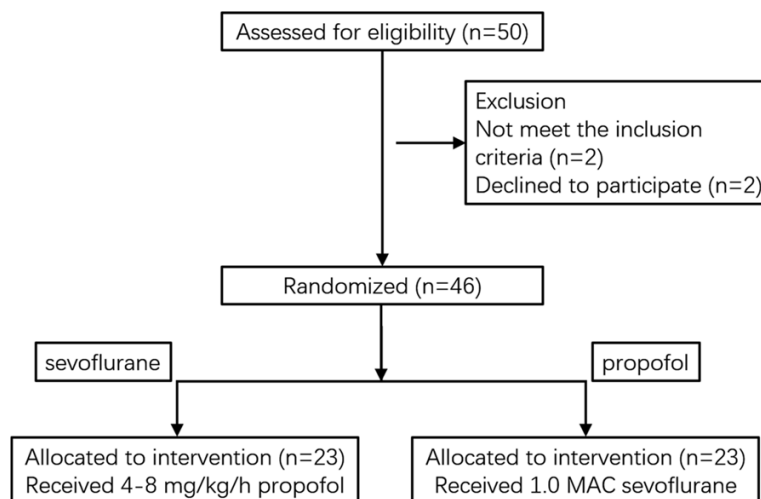 Assessed for eligibility (n=50)
Exclusion
Not meet the inclusion
criteria (n=2)
Declined to participate (n=2)
Randomized (n=46)
sevoflurane
propofol
Allocated to intervention (n=23)
Received 4-8 mg/kg/h propofol
Allocated to intervention (n=23)
Received 1.0 MAC sevoflurane